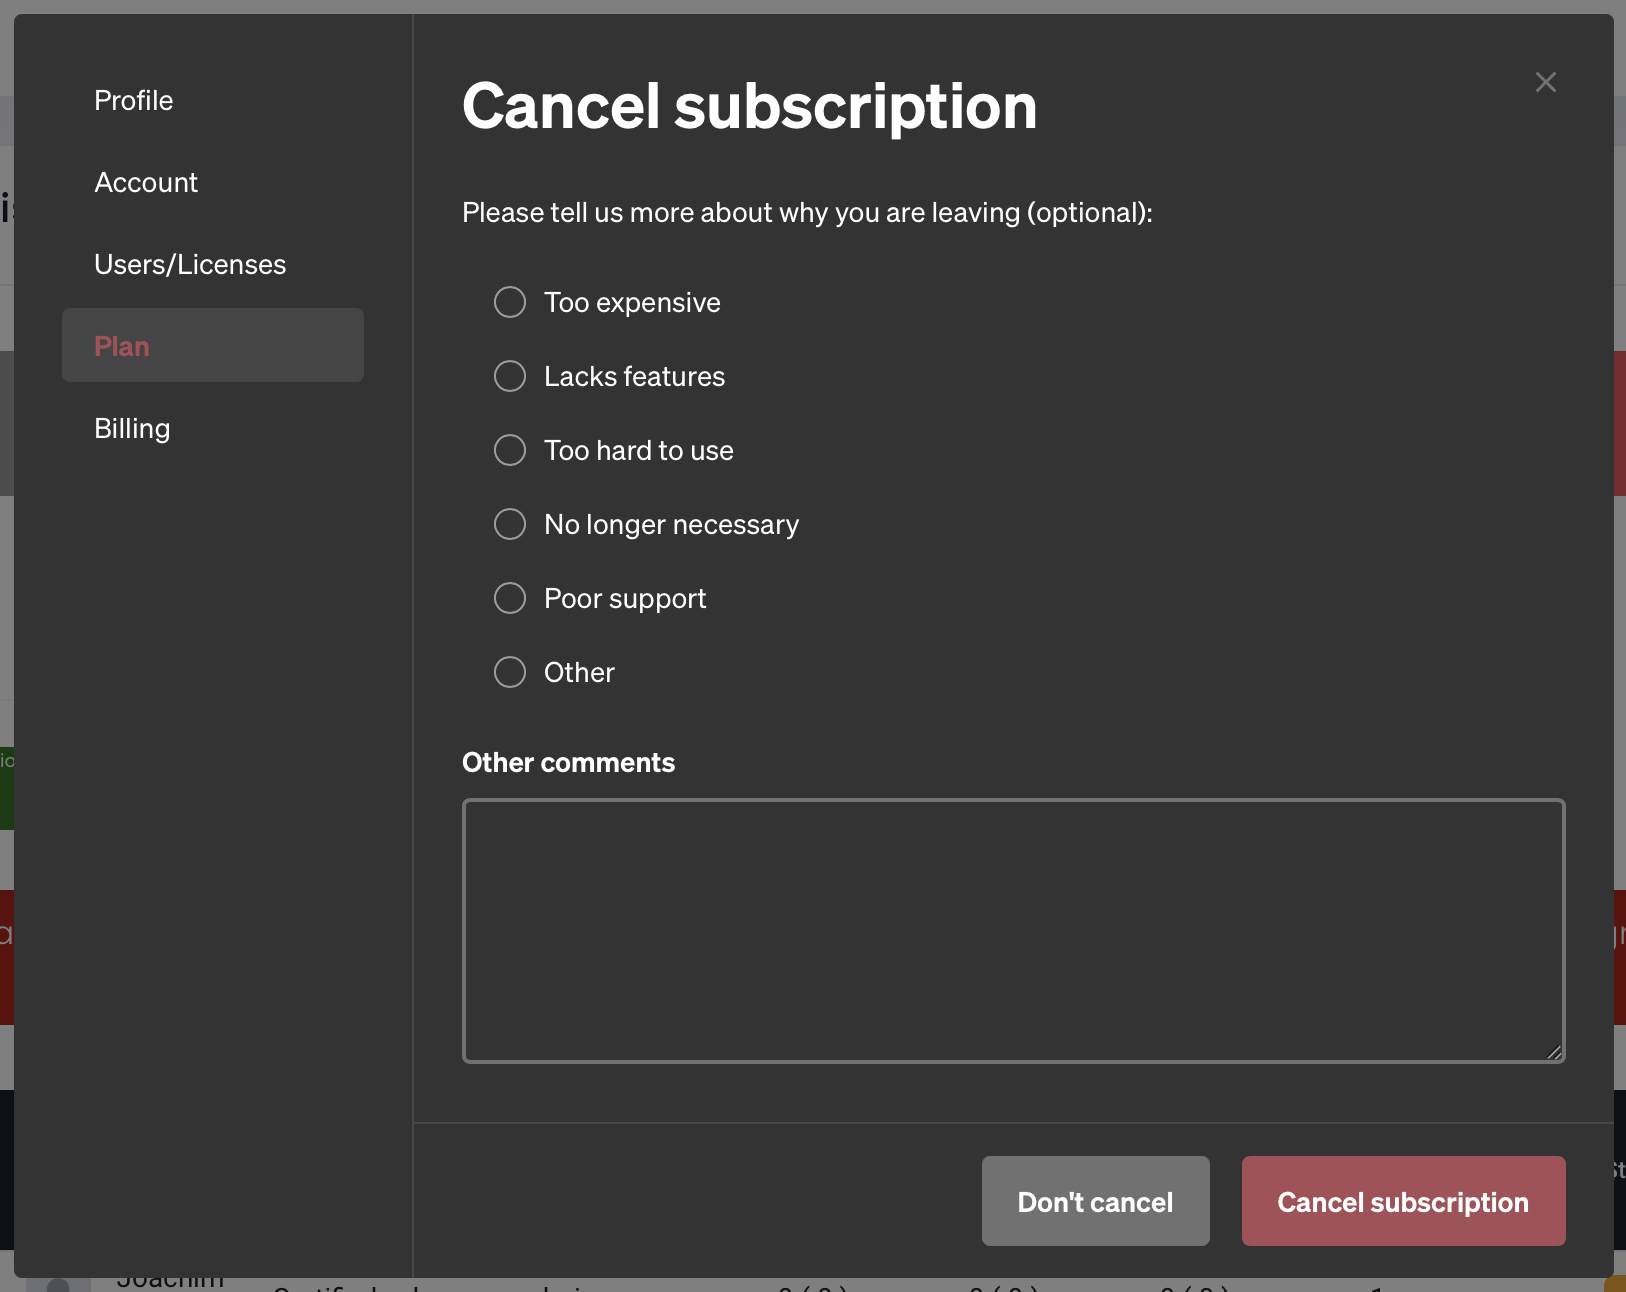 Profile
Account
Users/Licenses
Plan
Billing
Cancel subscription
Please tell us more about why you are leaving (optional):
Too expensive
Lacks features
Too hard to use
No longer necessary
Poor support
Other
Other comments
Don't cancel
Cancel subscription
Joachim